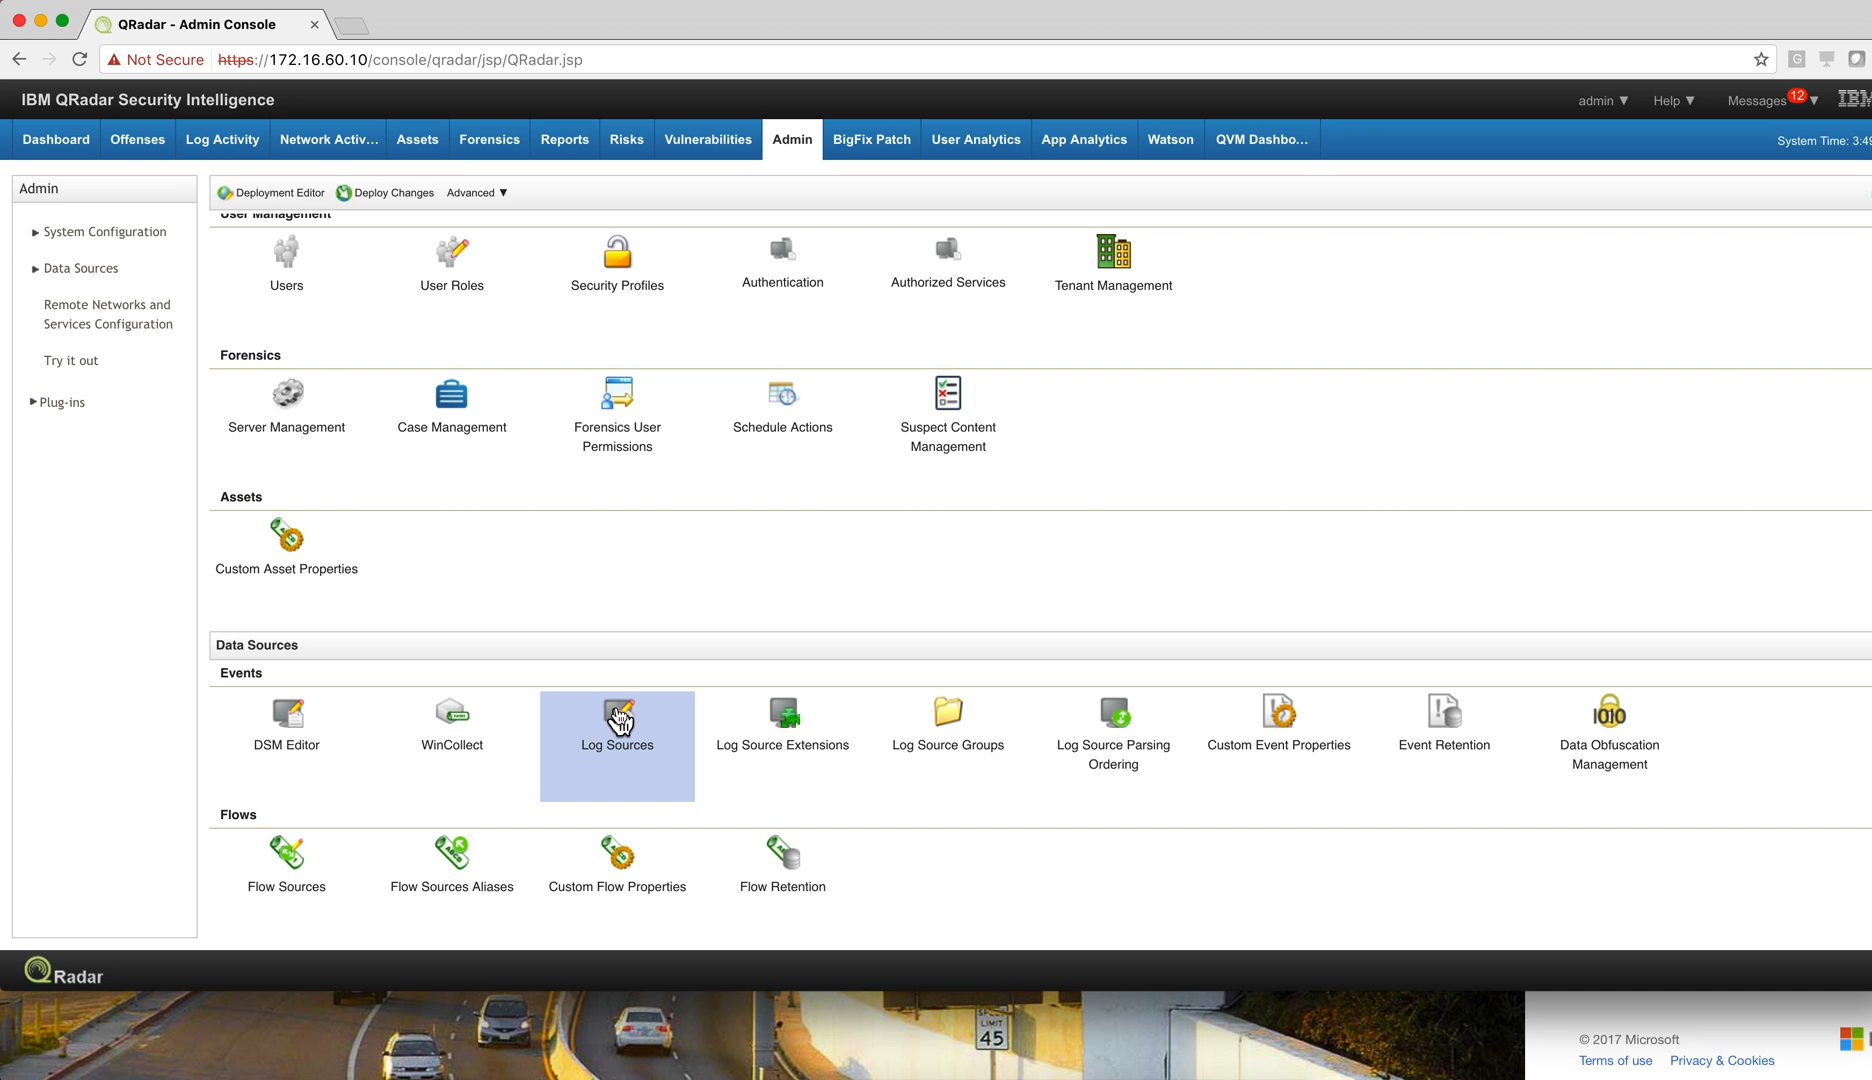 QRadar - Admin Console
Not Secure https://172.16.60.10/console/qradar/jsp/QRadar.jsp
G
IBM QRadar Security Intelligence
admin ▼ Help ▼ Messages 12 ▼ IBM
Dashboard Offenses Log Activity Network Activ... Assets Forensics Reports Risks Vulnerabilities Admin BigFix Patch User Analytics App Analytics Watson QVM Dashbo... System Time: 3:49
Admin
System Configuration
Data Sources
Remote Networks and
Services Configuration
Try it out
Plug-ins
Deployment Editor Deploy Changes Advanced ▼
User Management
Users User Roles Security Profiles Authentication Authorized Services Tenant Management
Forensics
Server Management Case Management Forensics User Schedule Actions Suspect Content
Permissions Management
Assets
Custom Asset Properties
Data Sources
Events
DSM Editor WinCollect Log Sources Log Source Extensions Log Source Groups Log Source Parsing Custom Event Properties Event Retention Data Obfuscation
Ordering Management
Flows
Flow Sources Flow Sources Aliases Custom Flow Properties Flow Retention
QRadar
SPEED
LIMIT
45
© 2017 Microsoft
Terms of use Privacy & Cookies